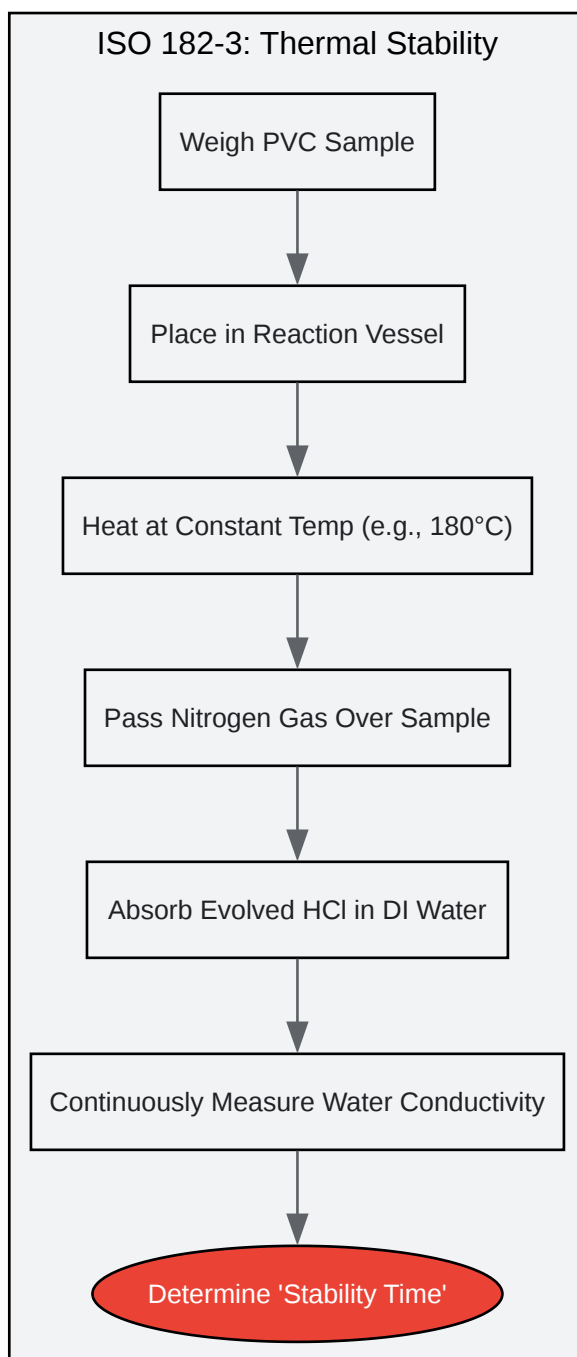 ISO 182-3: Thermal Stability
Weigh PVC Sample
Place in Reaction Vessel
Heat at Constant Temp (e.g., 180°C)
Pass Nitrogen Gas Over Sample
Absorb Evolved HCl in DI Water
Continuously Measure Water Conductivity
Determine 'Stability Time'